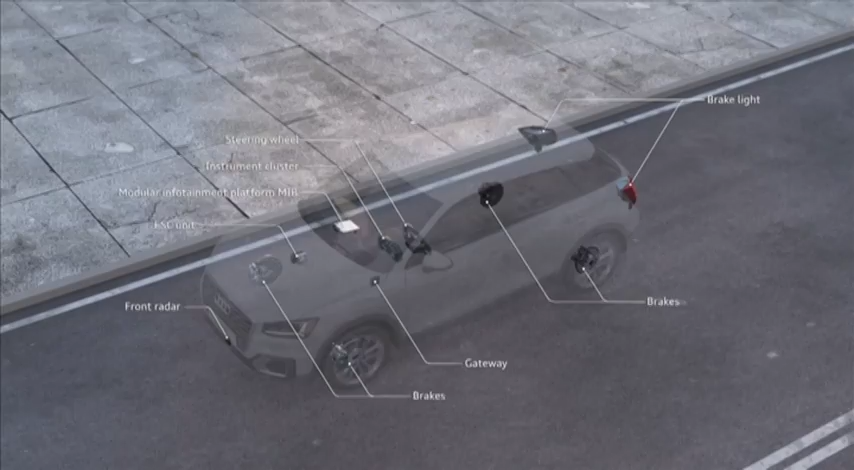 Brake light
Steering wheel
Instrument cluster
Modular infotainment platform MIB
ESC unit
Front radar
Brakes
Gateway
Brakes